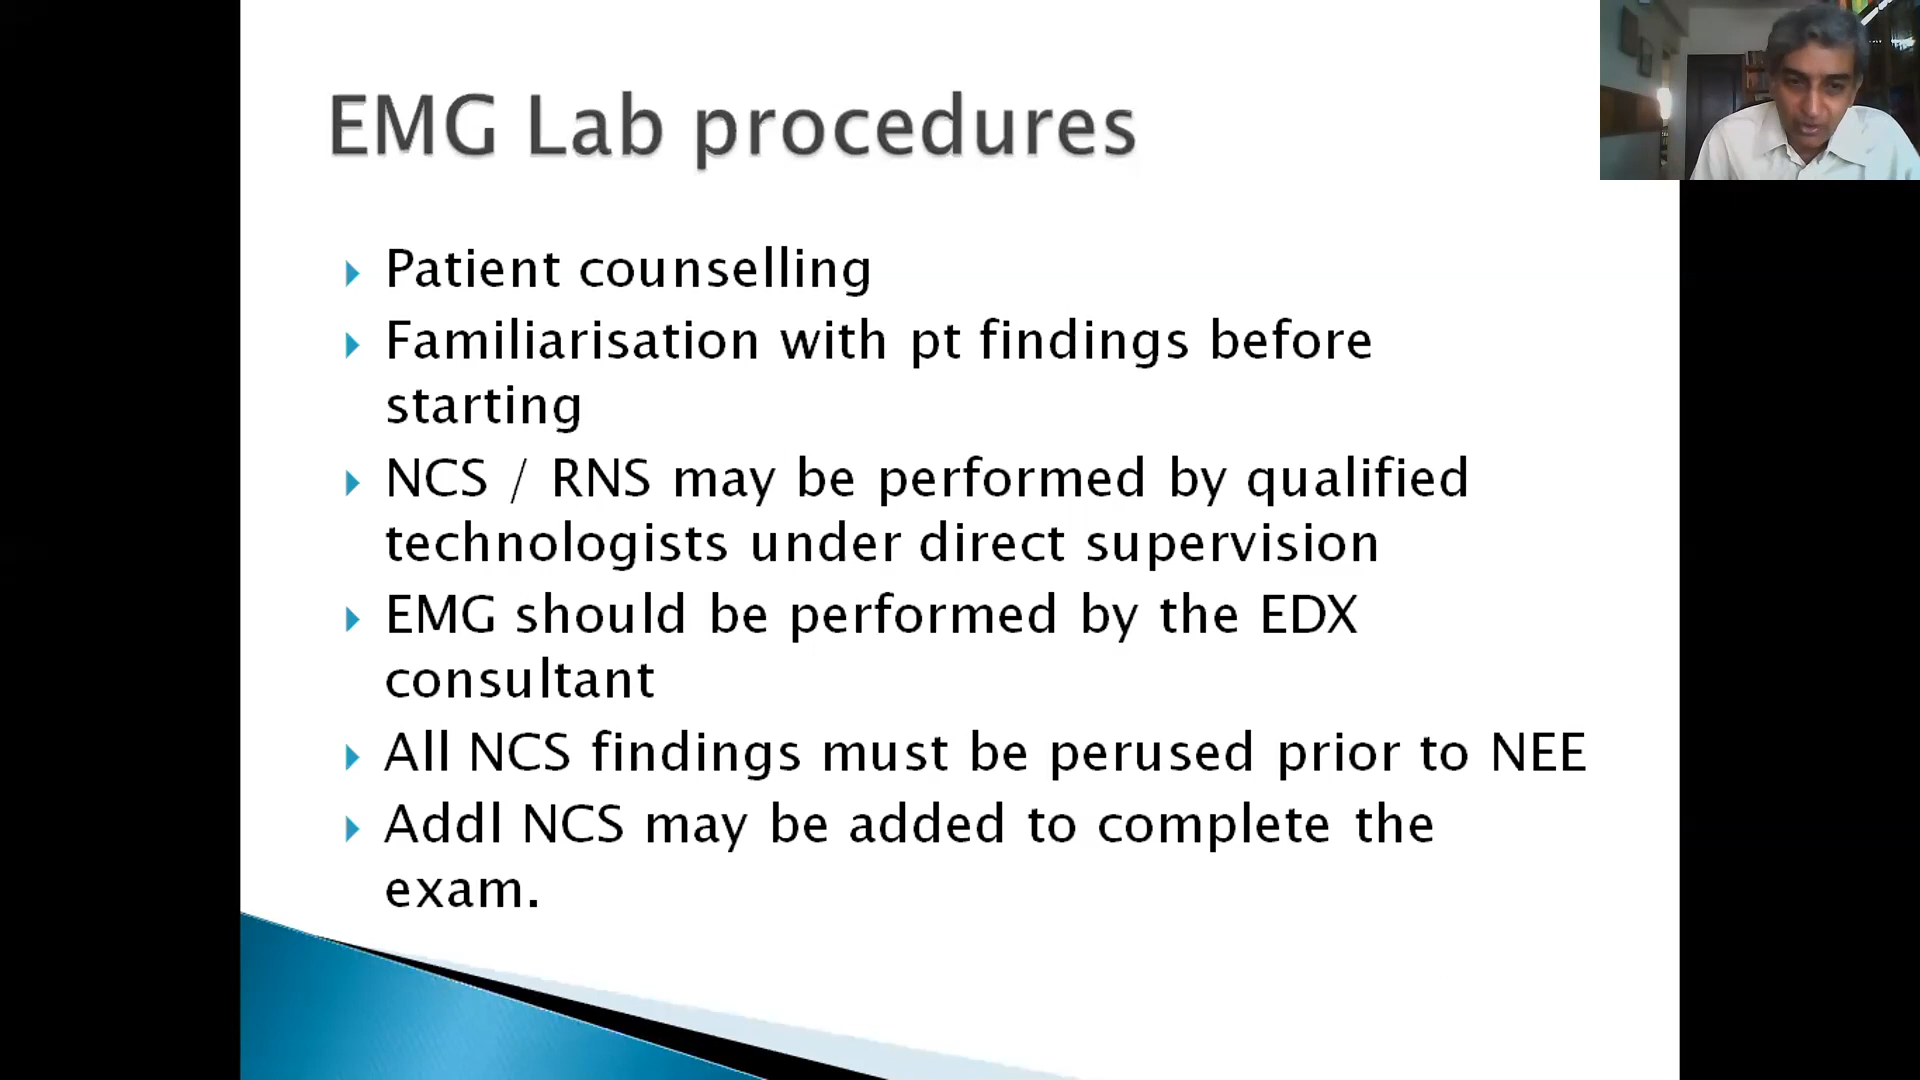 EMG Lab procedures
Patient counselling
Familiarisation with pt findings before
starting
NCS / RNS may be performed by qualified
technologists under direct supervision
EMG should be performed by the EDX
consultant
All NCS findings must be perused prior to NEE
Addl NCS may be added to complete the
exam.